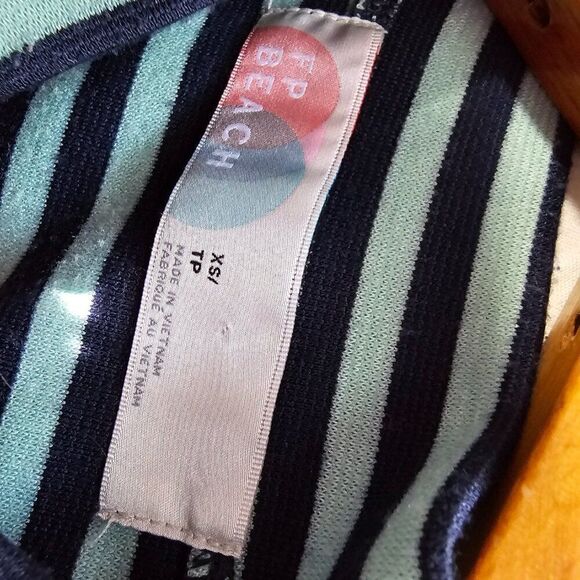 FP
BEACH
XS/
TP
MADE IN VIETNAM
FABRIQUÉ AU VIETNAM